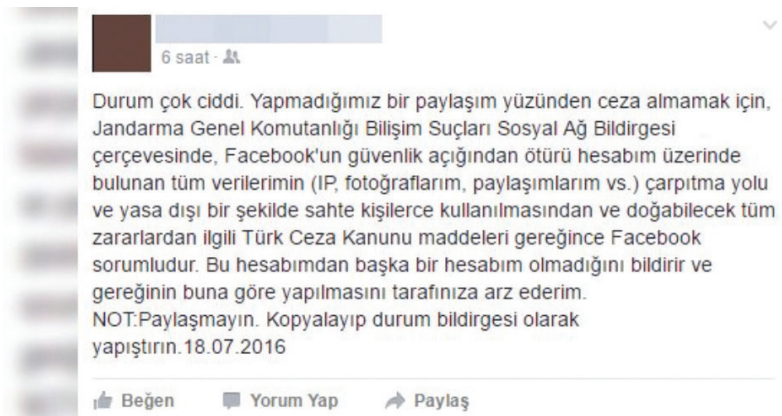 6 saat ·
Durum çok ciddi. Yapmadığımız bir paylaşım yüzünden ceza almamak için,
Jandarma Genel Komutanlığı Bilişim Suçları Sosyal Ağ Bildirgesi
çerçevesinde, Facebook'un güvenlik açığından ötürü hesabım üzerinde
bulunan tüm verilerimin (IP, fotoğraflarım, paylaşımlarım vs.) çarpıtma yolu
ve yasa dışı bir şekilde sahte kişilerce kullanılmasından ve doğabilecek tüm
zararlardan ilgili Türk Ceza Kanunu maddeleri gereğince Facebook
sorumludur. Bu hesabımdan başka bir hesabım olmadığını bildirir ve
gereğinin buna göre yapılmasını tarafınıza arz ederim.
NOT:Paylaşmayın. Kopyalayıp durum bildirgesi olarak
yapıştırın.18.07.2016
Beğen Yorum Yap Paylaş